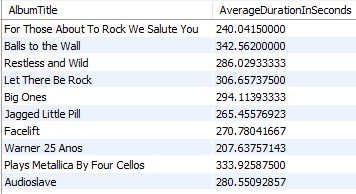 AlbumTitle AverageDurationInSeconds
For Those About To Rock We Salute You 240.04150000
Balls to the Wall 342.56200000
Restless and Wild 286.02933333
Let There Be Rock 306.65737500
Big Ones 294.11393333
Jagged Little Pill 265.45576923
Facelift 270.78041667
Warner 25 Anos 207.63757143
Plays Metallica By Four Cellos 333.92587500
Audioslave 280.55092857